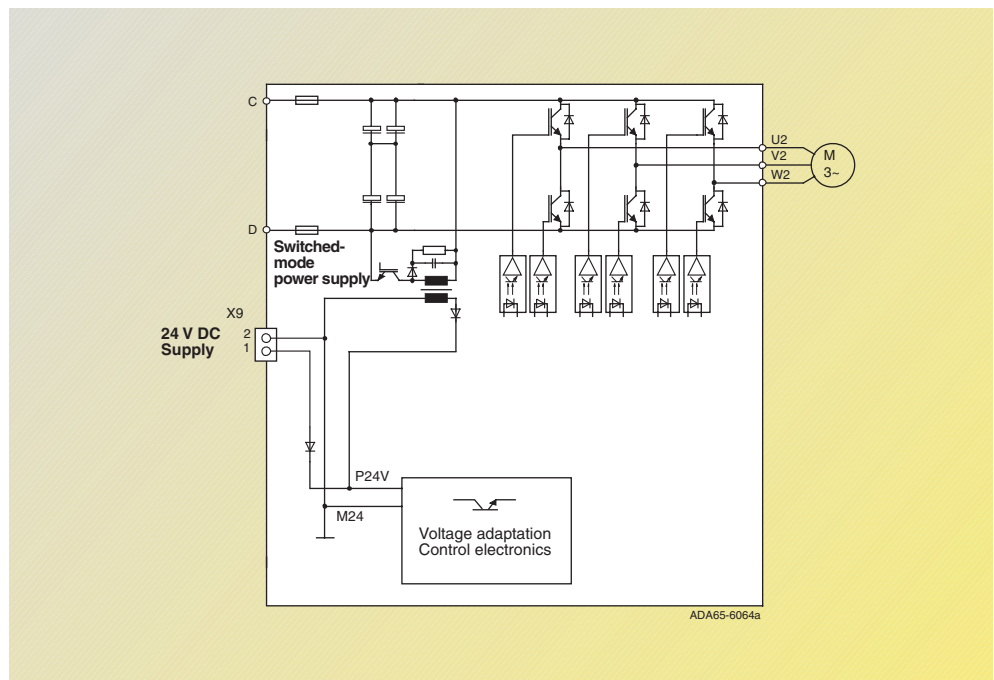 C
U2
V2
W2
M
3~
D
Switched-
mode
power supply
X9
24 V DC
Supply
2
1
P24V
M24
Voltage adaptation
Control electronics
ADA65-6064a